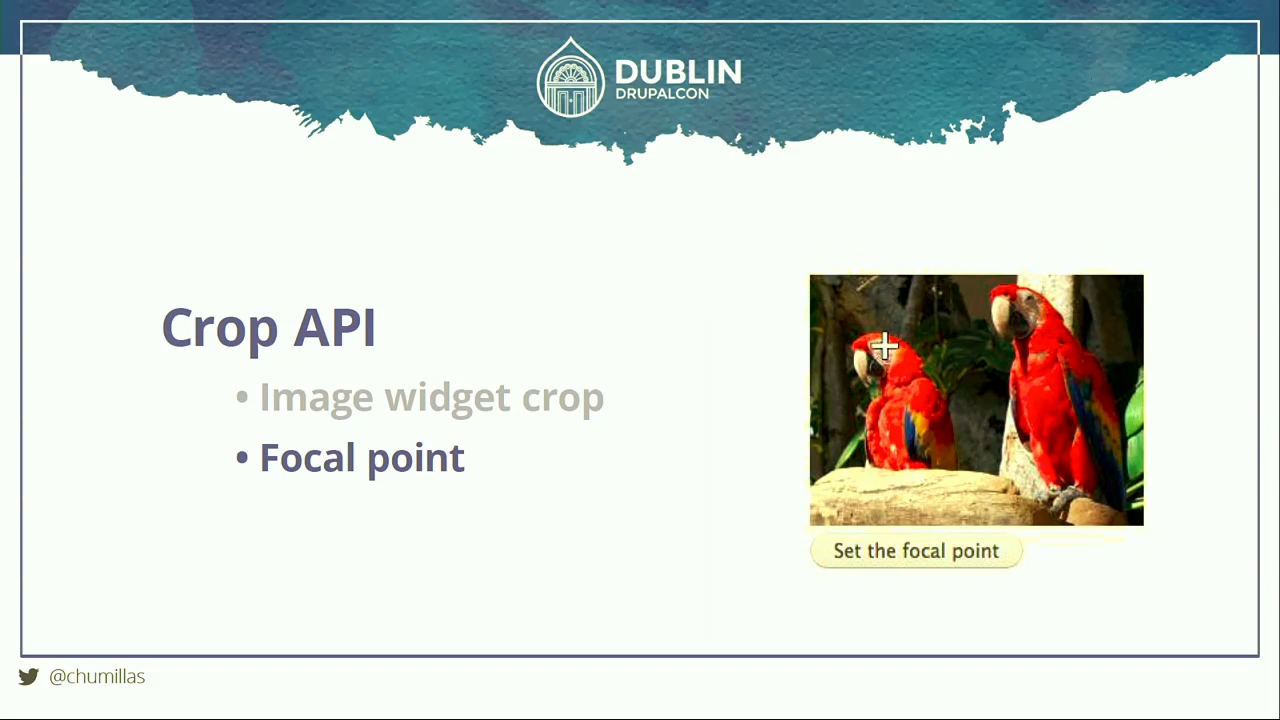 DUBLIN
DRUPALCON
Crop API
• Image widget crop
• Focal point
Set the focal point
@chumillas